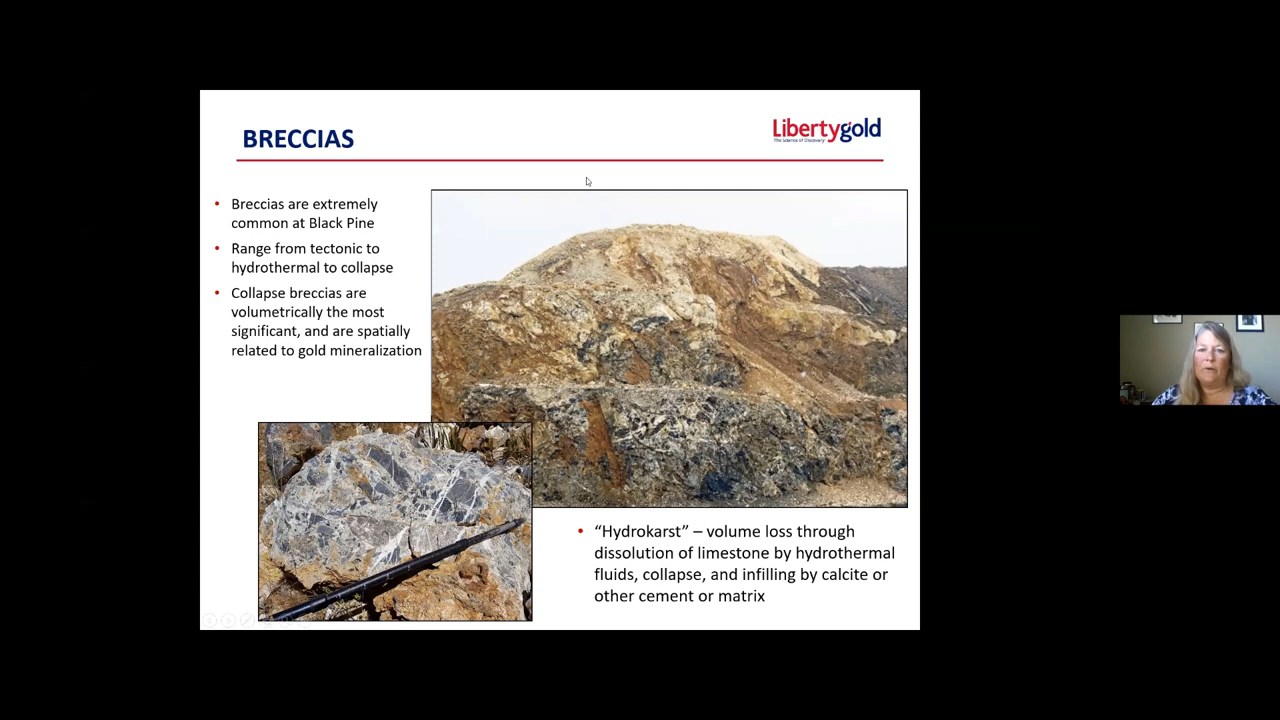 BRECCIAS
Libertygold
The Science of Discovery
• Breccias are extremely
common at Black Pine
• Range from tectonic to
hydrothermal to collapse
• Collapse breccias are
volumetrically the most
significant, and are spatially
related to gold mineralization
• “Hydrokarst” – volume loss through
dissolution of limestone by hydrothermal
fluids, collapse, and infilling by calcite or
other cement or matrix